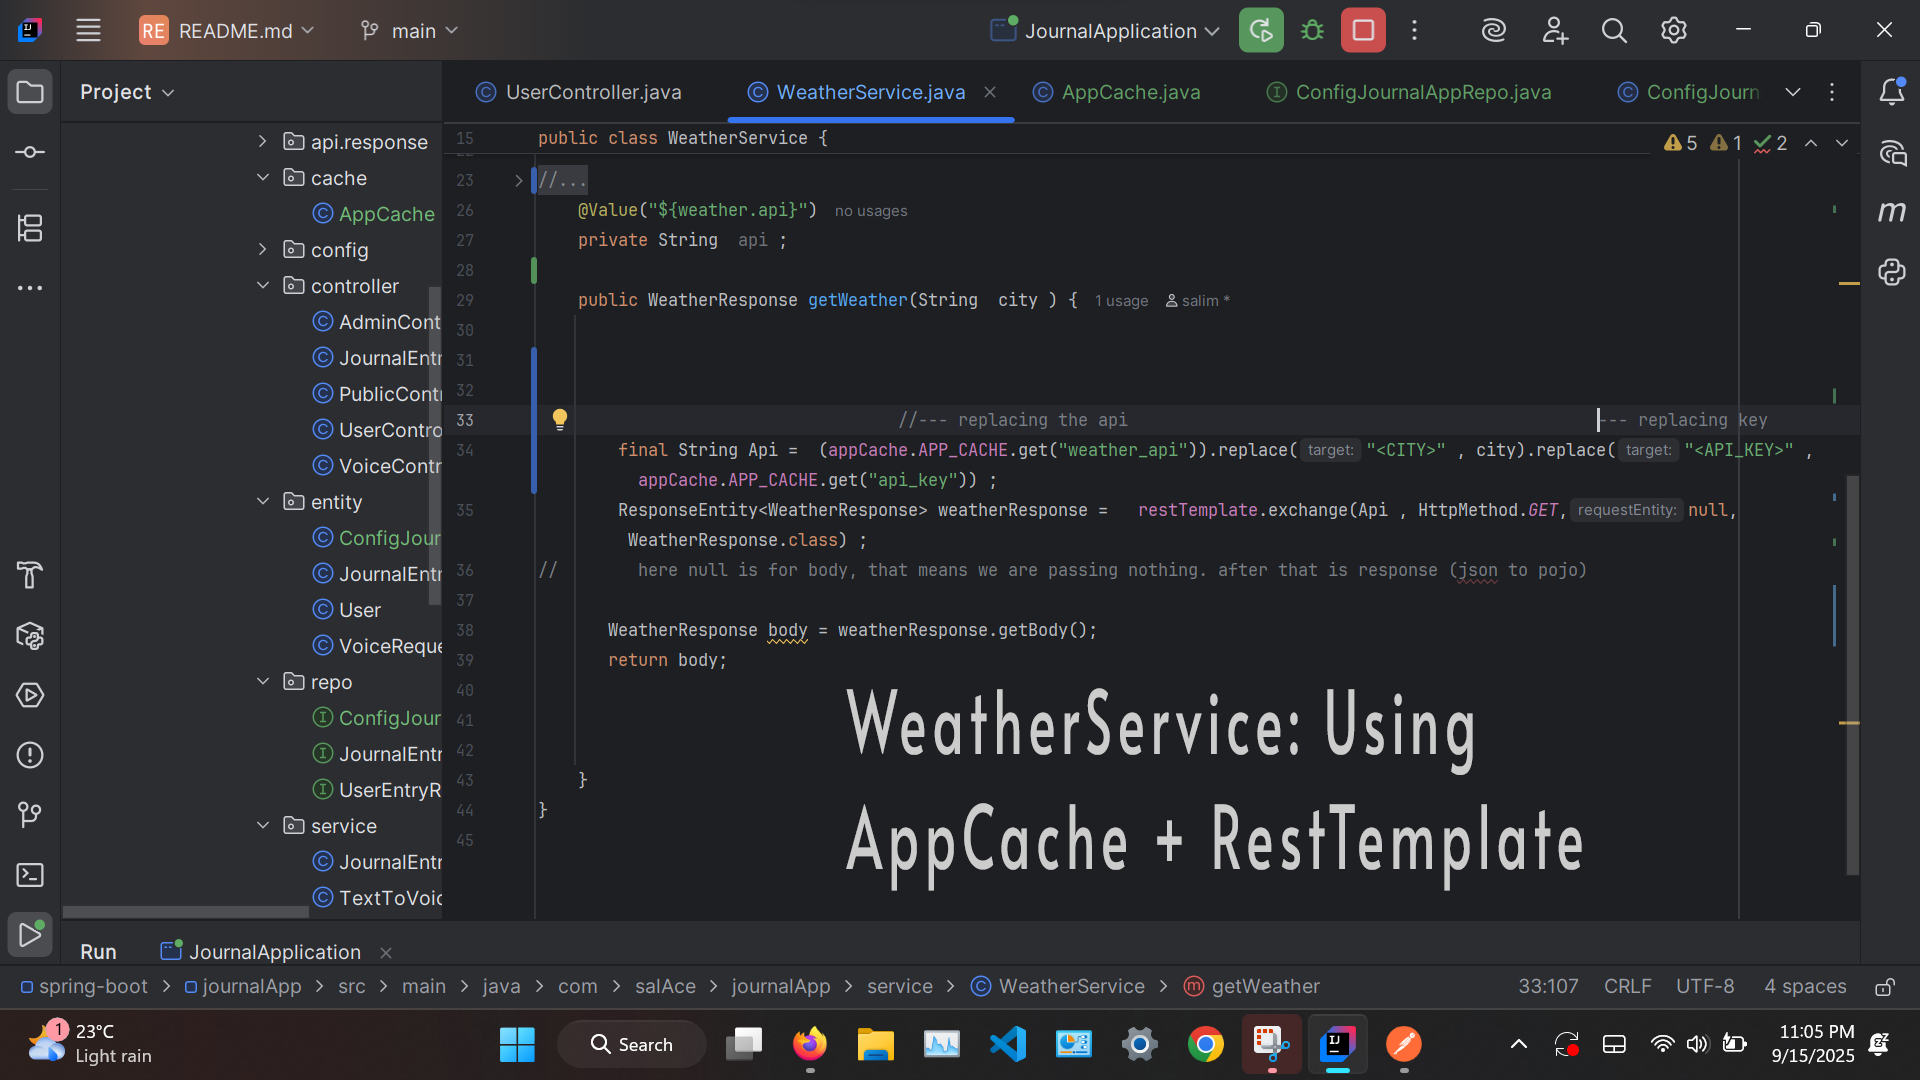 RE README.md
main
JournalApplication
Project
UserController.java
WeatherService.java
AppCache.java
ConfigJournalAppRepo.java
ConfigJourn
api.response
cache
AppCache
config
controller
AdminCont
JournalEntr
PublicCont
UserContro
VoiceContr
entity
ConfigJour
JournalEntr
User
VoiceReque
repo
ConfigJour
JournalEntr
UserEntryR
service
JournalEntr
TextToVoic
15 public class WeatherService {
5 1 2
23 //...
26 @Value("${weather.api}") no usages
27 private String api ;
28
29 public WeatherResponse getWeather(String city ) { 1 usage salim *
30
31
32
33 //--- replacing the api --- replacing key
34 final String Api = (appCache.APP_CACHE.get("weather_api")).replace( target: "<CITY>" , city).replace( target: "<API_KEY>" ,
appCache.APP_CACHE.get("api_key")) ;
35 ResponseEntity<WeatherResponse> weatherResponse = restTemplate.exchange(Api , HttpMethod.GET, requestEntity: null,
WeatherResponse.class) ;
36 // here null is for body, that means we are passing nothing. after that is response (json to pojo)
37
38 WeatherResponse body = weatherResponse.getBody();
39 return body;
40
41
42
43 }
44 }
45
WeatherService: Using
AppCache + RestTemplate
Run JournalApplication
spring-boot > journalApp > src > main > java > com > salAce > journalApp > service > WeatherService > getWeather
33:107 CRLF UTF-8 4 spaces
1
23°C
Light rain
Search
11:05 PM
9/15/2025